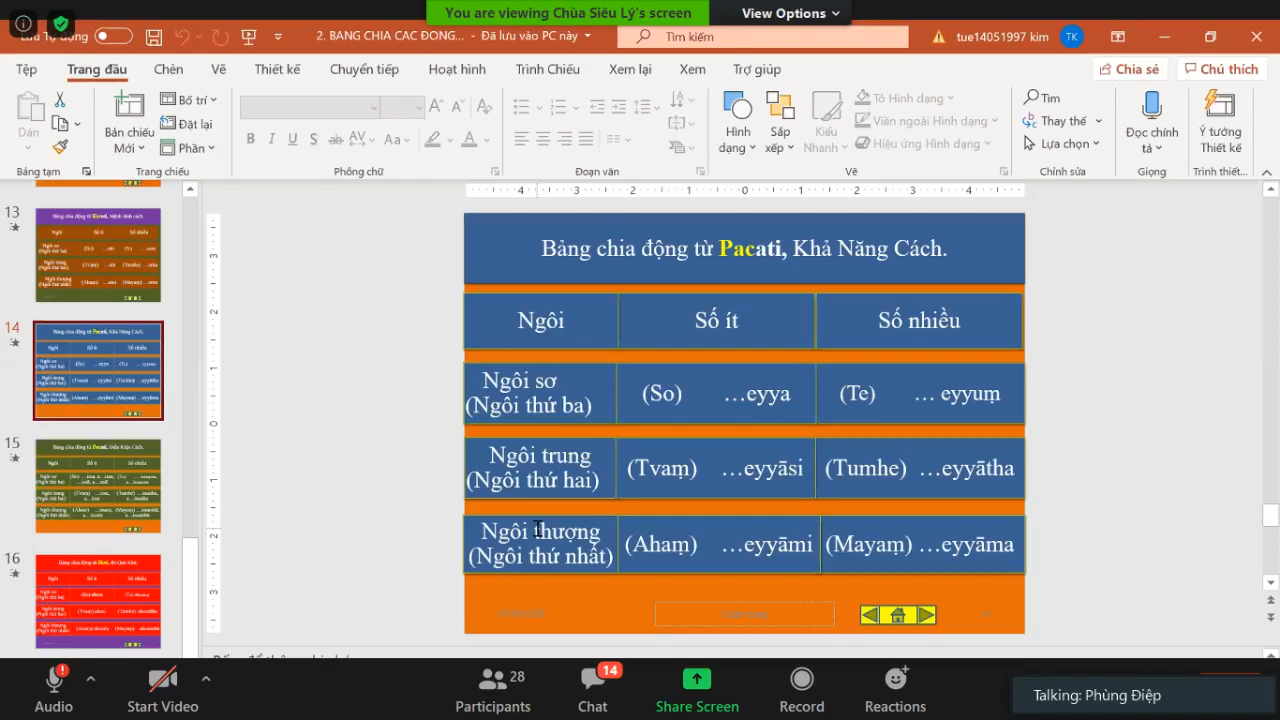 You are viewing Chùa Siêu Lý's screen
View Options
Lưu Tự động
2. BANG CHIA CAC ĐONG... - Đã lưu vào PC này
Tìm kiếm
tue14051997 kim
TK
Tệp
Trang đầu
Chèn
Vẽ
Thiết kế
Chuyển tiếp
Hoạt hình
Trình Chiếu
Xem lại
Xem
Trợ giúp
Chia sẻ
Chú thích
Dán
Bản chiếu
Mới
Bố trí
Đặt lại
Phần
Tô Hình dạng
Viền ngoài Hình dạng
Hiệu ứng Hình dạng
Hình
dạng
Sắp
xếp
Kiểu
Nhanh
Tìm
Thay thế
Lựa chọn
Đọc chính
tả
Ý tưởng
Thiết kế
Bảng tạm
Trang chiếu
Phông chữ
Đoạn văn
Vẽ
Chỉnh sửa
Giọng
Trình thiết...
13
14
15
16
Bảng chia động từ Pacati, Khả Năng Cách.
Ngôi Số ít Số nhiều
Ngôi sơ
(Ngôi thứ ba) (So) ...eyya (Te) ... eyyuṃ
Ngôi trung
(Ngôi thứ hai) (Tvaṃ) ...eyyāsi (Tumhe) ...eyyātha
Ngôi thượng
(Ngôi thứ nhất) (Ahaṃ) ...eyyāmi (Mayaṃ) ...eyyāma
Audio
Start Video
Participants
28
Chat
14
Share Screen
Record
Reactions
Talking: Phùng Điệp